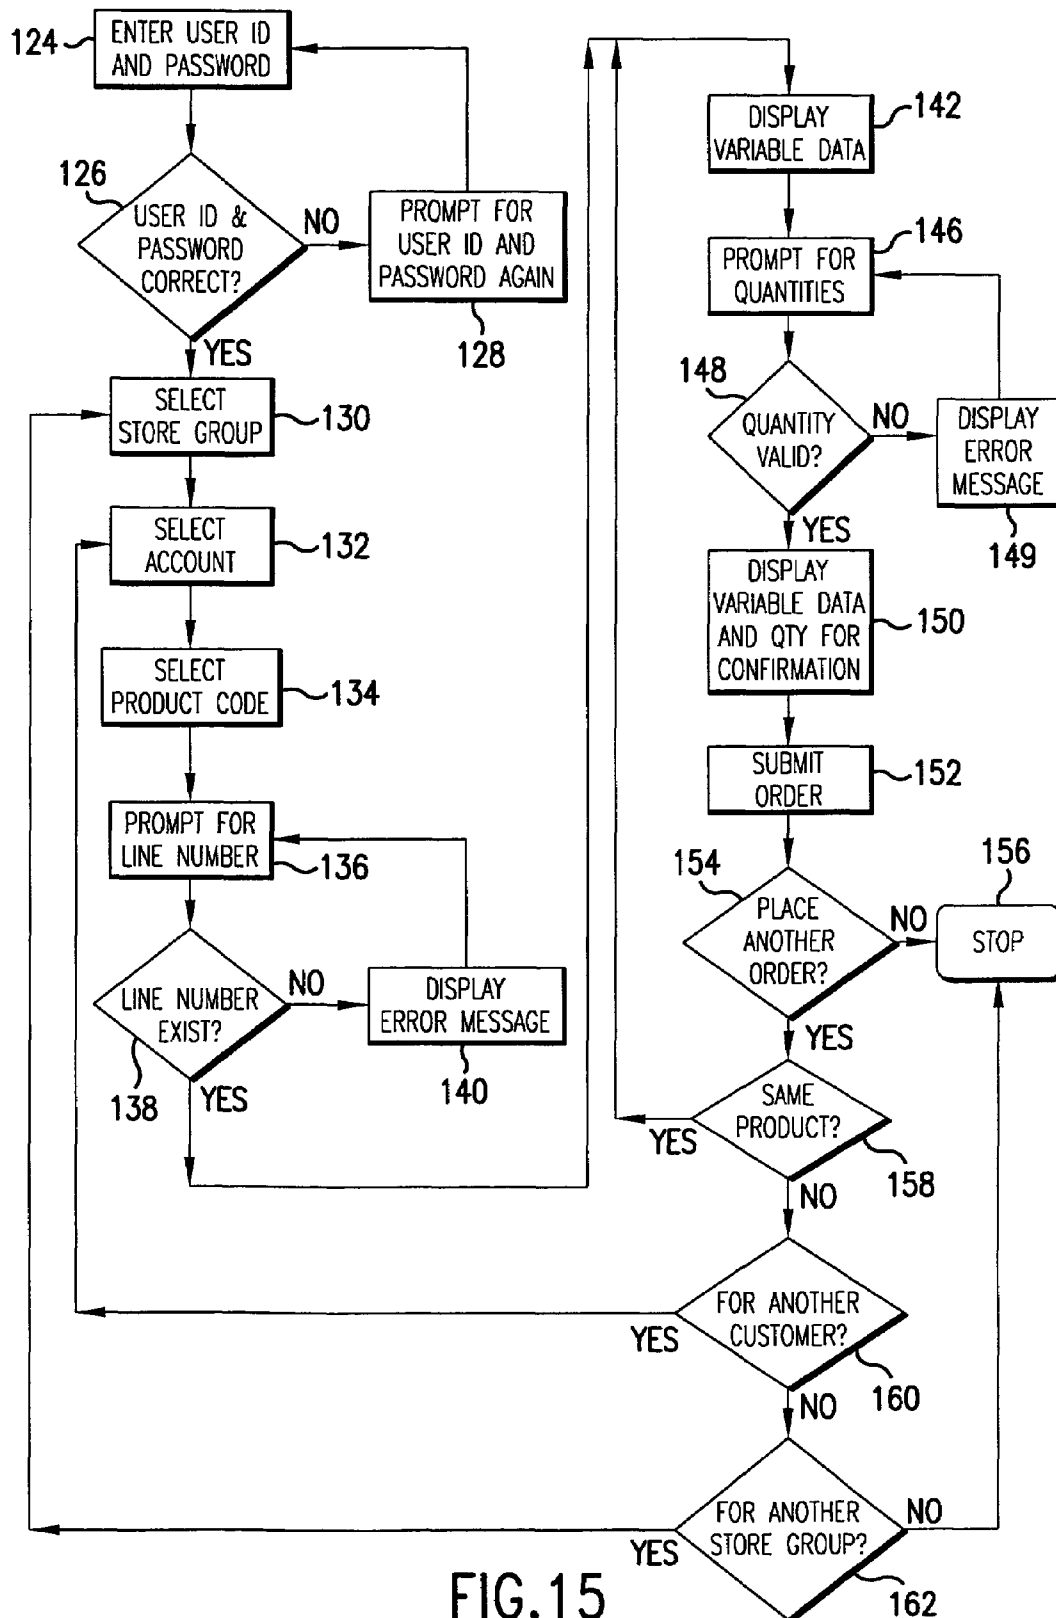 124
ENTER USER ID
AND PASSWORD
126
USER ID &
PASSWORD
CORRECT?
NO
PROMPT FOR
USER ID AND
PASSWORD AGAIN
128
YES
SELECT
STORE GROUP
130
SELECT
ACCOUNT
132
SELECT
PRODUCT CODE
134
PROMPT FOR
LINE NUMBER
136
LINE NUMBER
EXIST?
138
NO
DISPLAY
ERROR MESSAGE
140
YES
DISPLAY
VARIABLE DATA
142
PROMPT FOR
QUANTITIES
146
148
QUANTITY
VALID?
NO
DISPLAY
ERROR
MESSAGE
149
YES
DISPLAY
VARIABLE DATA
AND QTY FOR
CONFIRMATION
150
SUBMIT
ORDER
152
154
PLACE
ANOTHER
ORDER?
NO
156
STOP
YES
SAME
PRODUCT?
YES
158
NO
FOR ANOTHER
CUSTOMER?
YES
160
NO
FOR ANOTHER
STORE GROUP?
YES
NO
162
FIG.15